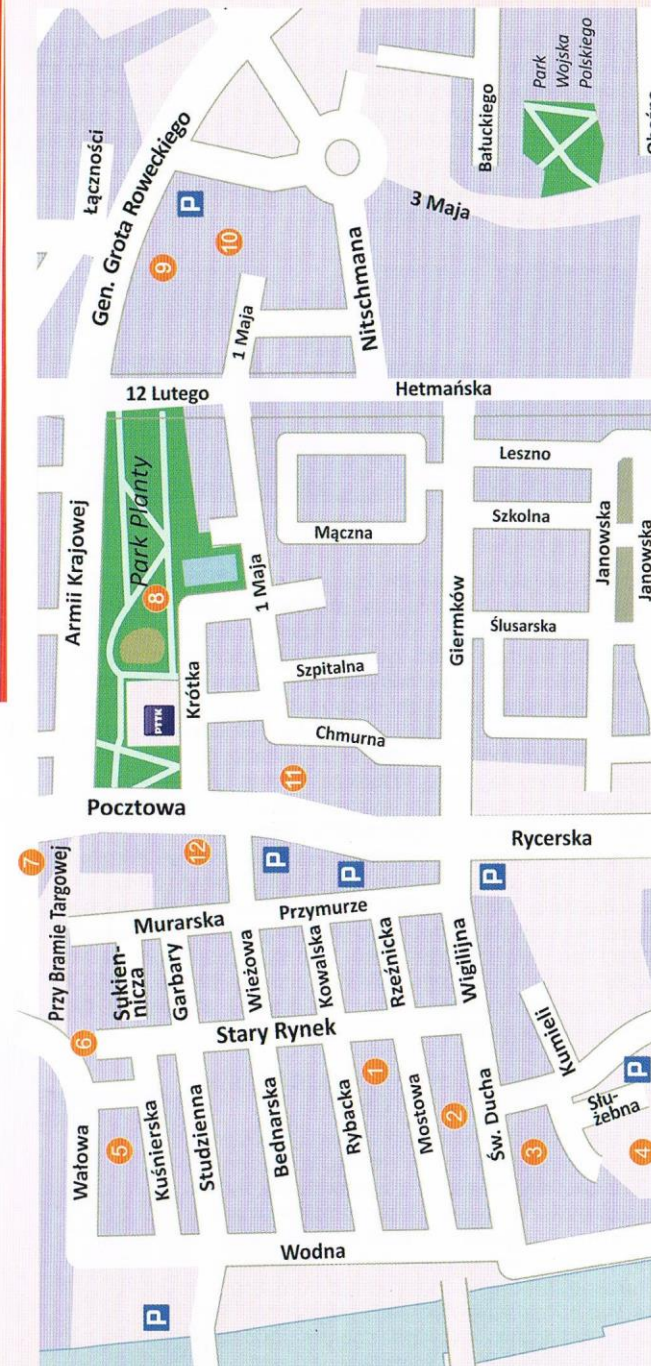 Łączności
Gen. Grota Roweckiego
P
9
10
1 Maja
Nitschmana
3 Maja
Bałuckiego
Park
Wojska
Polskiego
12 Lutego
Hetmańska
Armii Krajowej
Park Planty
8
PTTK
Krótka
1 Maja
Mączna
Szpitalna
Chmurna
11
Giermków
Leszno
Szkolna
Ślusarska
Janowska
Janowska
Pocztowa
Rycerska
7
Przy Bramie Targowej
12
P
P
P
Murarska
Przymurze
Sukien-
nicza
Garbary
Wieżowa
Kowalska
Rzeźnicka
Wigilijna
6
Stary Rynek
Wałowa
5
Kuśnierska
Studzienna
Bednarska
Rybacka
1
Mostowa
2
Św. Ducha
3
Kumieli
Słu-
żebna
P
4
Wodna
P